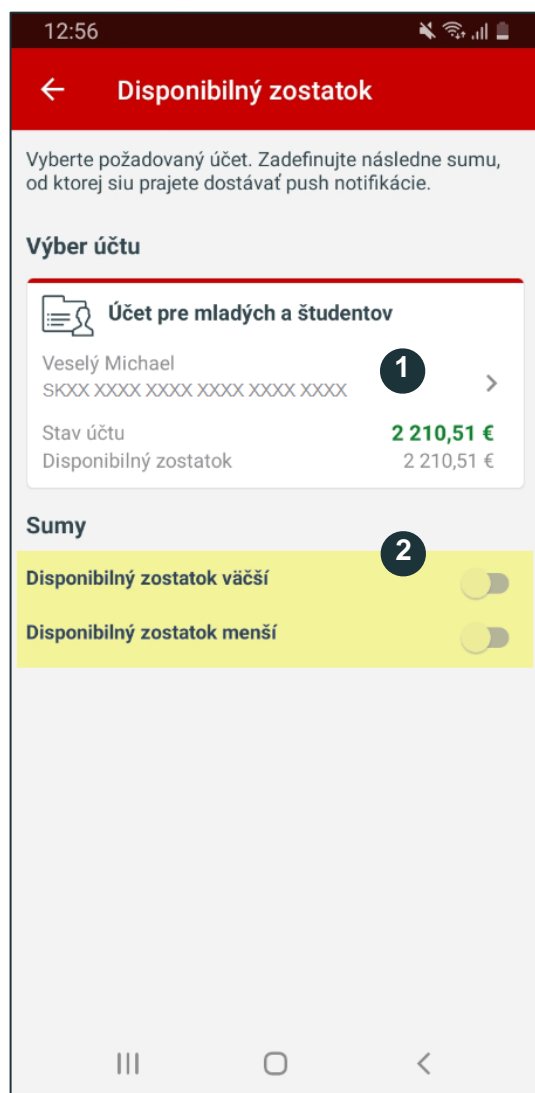 12:56
Disponibilný zostatok
Vyberte požadovaný účet. Zadefinujte následne sumu,
od ktorej siu prajete dostávať push notifikácie.
Výber účtu
Účet pre mladých a študentov
Veselý Michael
1
SKXX XXXX XXXX XXXX XXXX XXXX
Stav účtu 2 210,51 €
Disponibilný zostatok 2 210,51 €
Sumy
2
Disponibilný zostatok väčší
Disponibilný zostatok menší